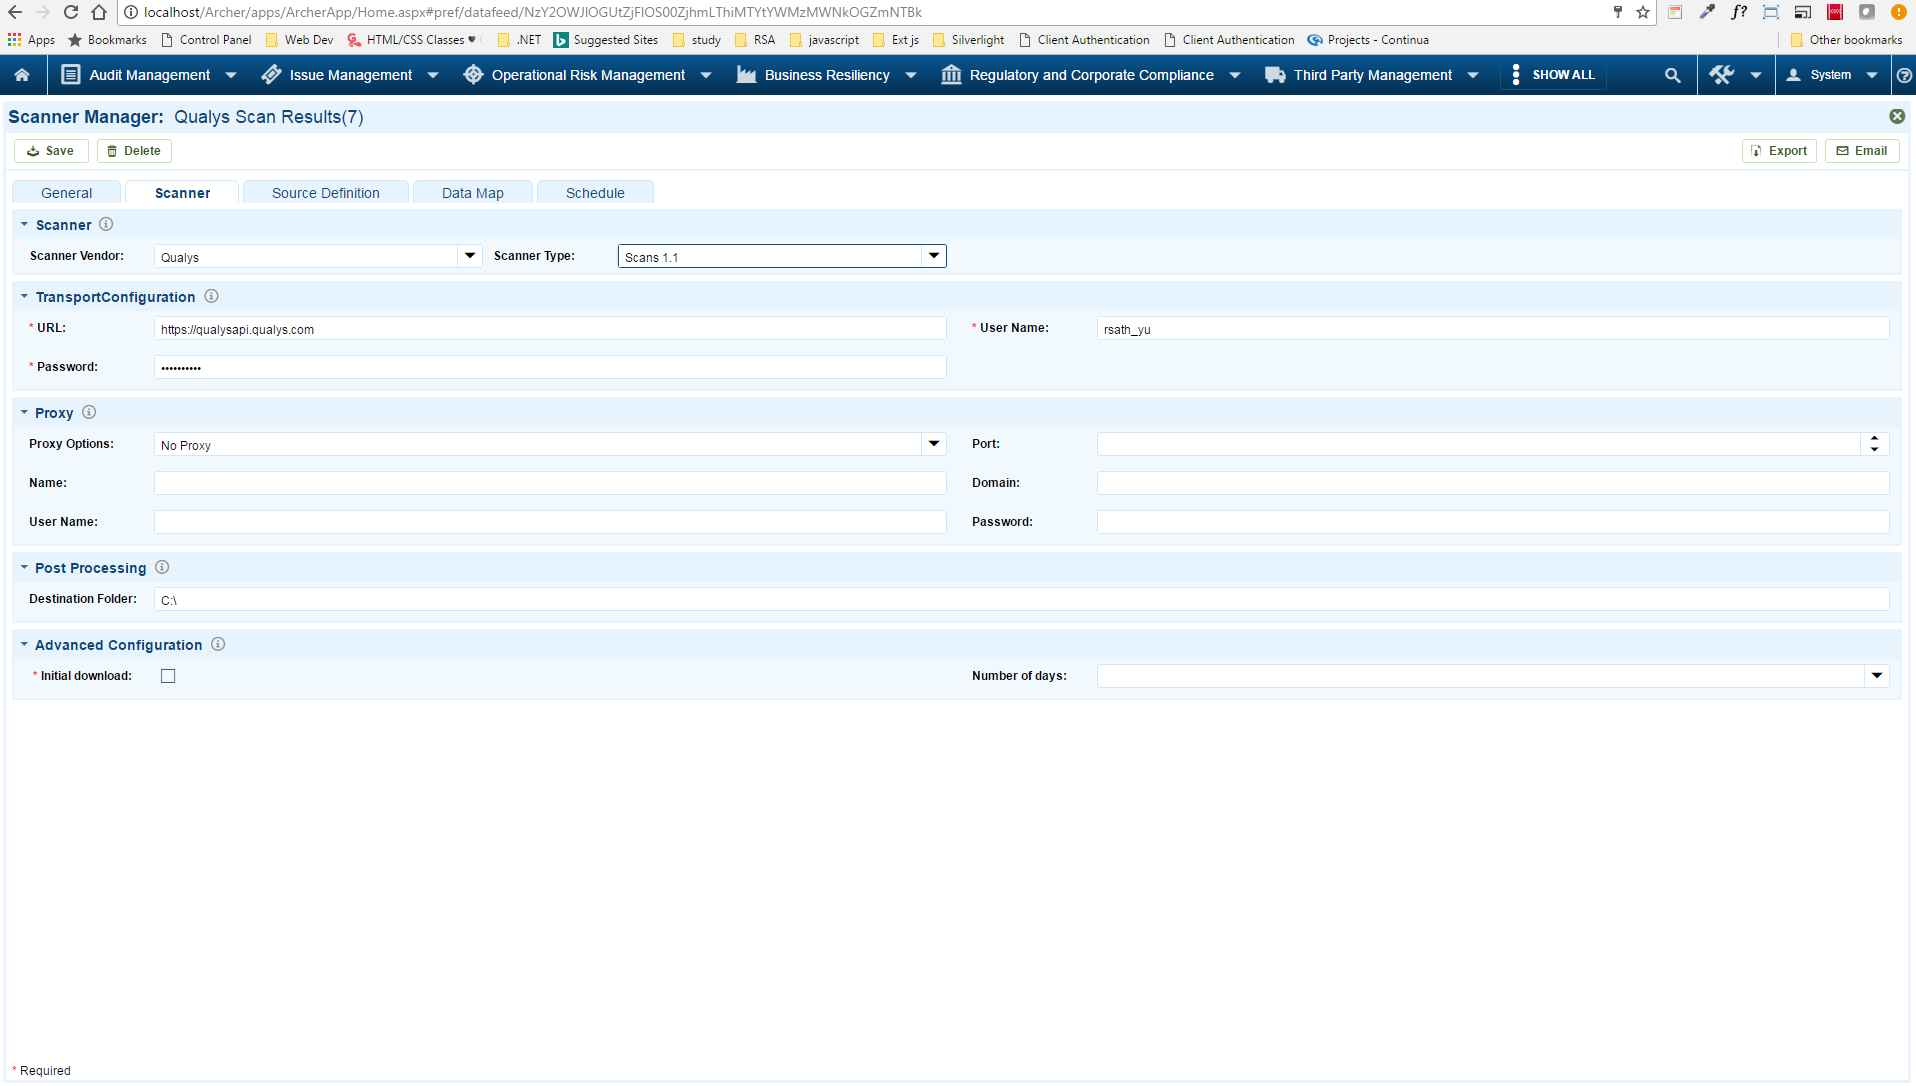 localhost/Archer/apps/ArcherApp/Home.aspx#pref/datafeed/NzY2OWJlOGUtZjFlOS00ZjhmLThiMTYtYWMzMWNkOGZmNTBk
f?
Apps Bookmarks Control Panel Web Dev HTML/CSS Classes ♥ .NET Suggested Sites study RSA javascript Ext js Silverlight Client Authentication Client Authentication Projects - Continua Other bookmarks
Audit Management Issue Management Operational Risk Management Business Resiliency Regulatory and Corporate Compliance Third Party Management SHOW ALL System
Scanner Manager: Qualys Scan Results(7)
Save Delete Export Email
General Scanner Source Definition Data Map Schedule
Scanner
Scanner Vendor: Qualys Scanner Type: Scans 1.1
TransportConfiguration
* URL: https://qualysapi.qualys.com * User Name: rsath_yu
* Password: ••••••••••
Proxy
Proxy Options: No Proxy Port:
Name: Domain:
User Name: Password:
Post Processing
Destination Folder: C:\
Advanced Configuration
* Initial download: Number of days:
* Required